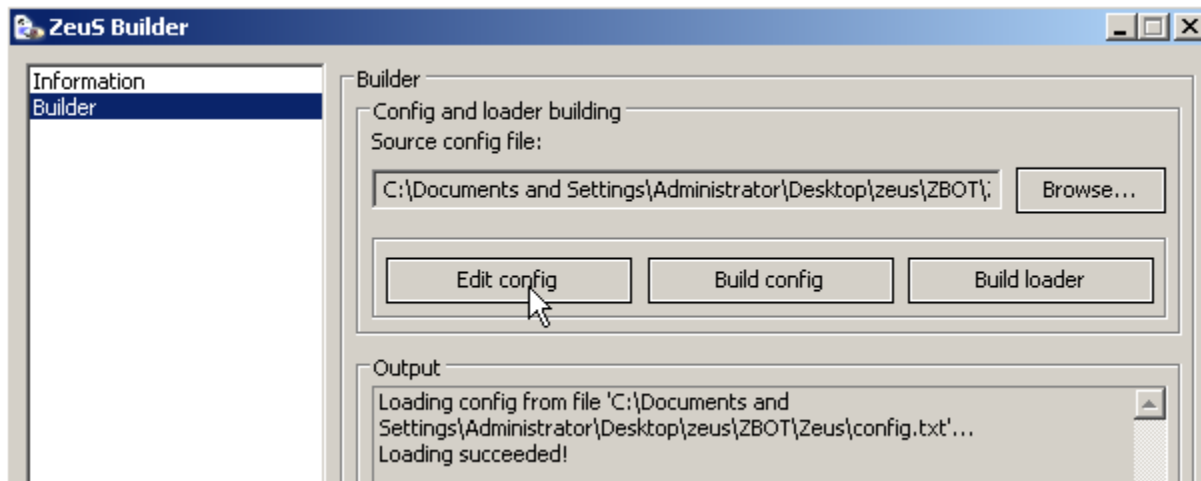 ZeuS Builder
Information
Builder
Builder
Config and loader building
Source config file:
C:\Documents and Settings\Administrator\Desktop\zeus\ZBOT\
Browse...
Edit config
Build config
Build loader
Output
Loading config from file 'C:\Documents and
Settings\Administrator\Desktop\zeus\ZBOT\Zeus\config.txt'...
Loading succeeded!